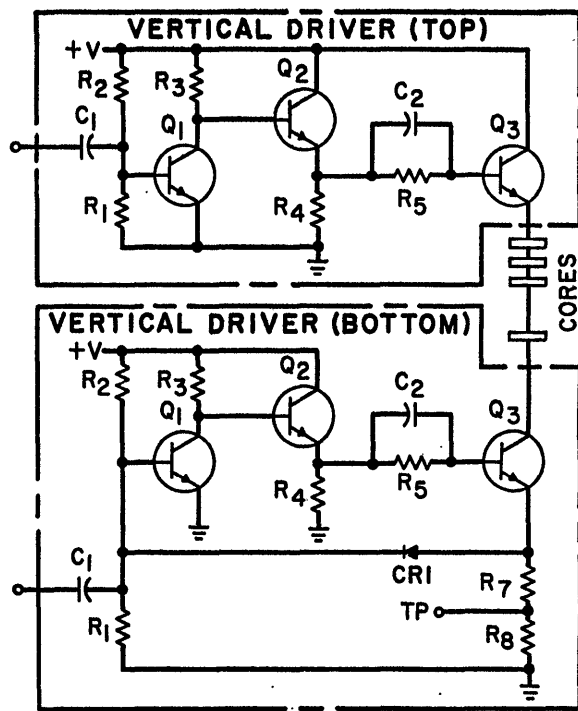 VERTICAL DRIVER (TOP)
+V
R2
R3
Q2
C1
Q1
C2
Q3
R1
R4
R5
CORES
VERTICAL DRIVER (BOTTOM)
+V
R2
R3
Q2
Q1
C2
Q3
R4
R5
C1
CR1
R7
R1
TP
R8